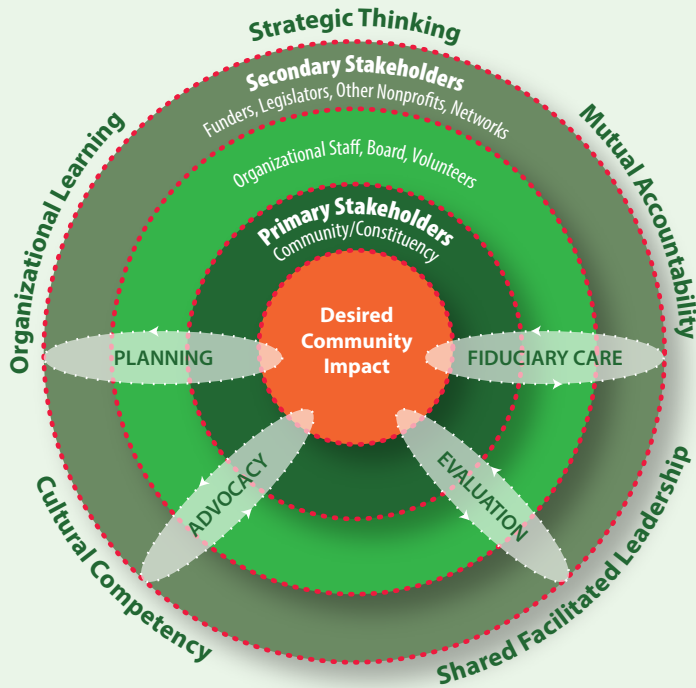 Strategic Thinking
Organizational Learning
Mutual Accountability
Cultural Competency
Shared Facilitated Leadership
Secondary Stakeholders
Funders, Legislators, Other Nonprofits, Networks
Organizational Staff, Board, Volunteers
Primary Stakeholders
Community/Constituency
Desired
Community
Impact
PLANNING
FIDUCIARY CARE
ADVOCACY
EVALUATION